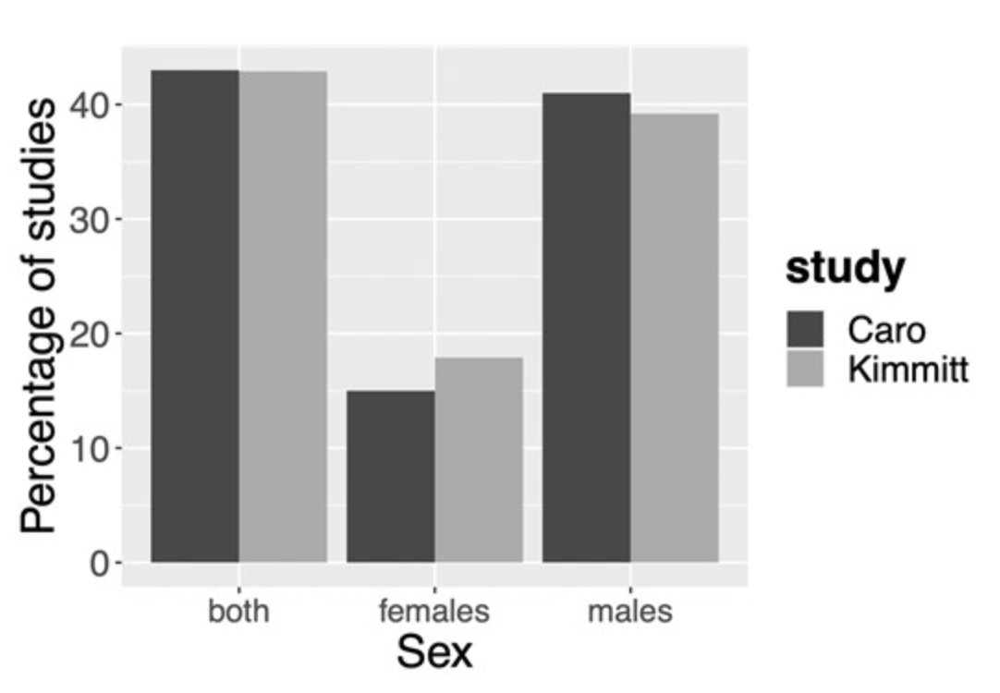 Percentage of studies
40
30
20
10
0
both females males
Sex
study
Caro
Kimmitt